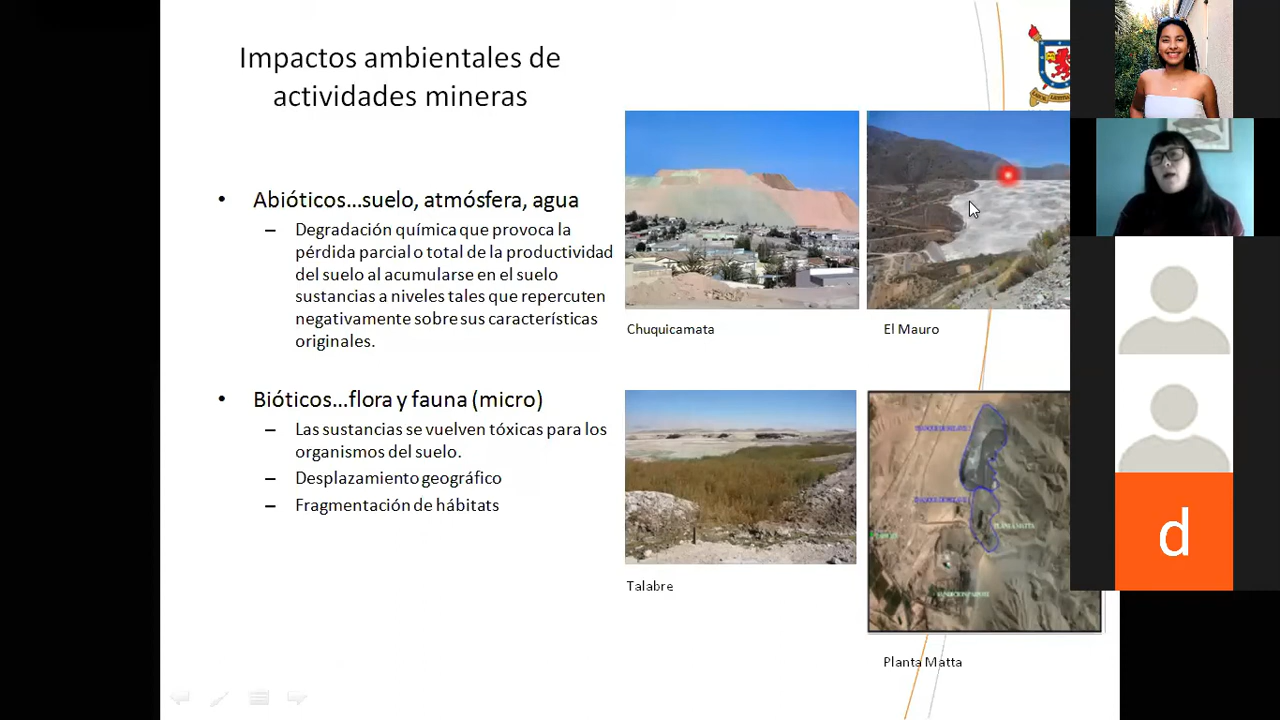 Impactos ambientales de
actividades mineras
• Abióticos...suelo, atmósfera, agua
– Degradación química que provoca la
pérdida parcial o total de la productividad
del suelo al acumularse en el suelo
sustancias a niveles tales que repercuten
negativamente sobre sus características
originales.
• Bióticos...flora y fauna (micro)
– Las sustancias se vuelven tóxicas para los
organismos del suelo.
– Desplazamiento geográfico
– Fragmentación de hábitats
Chuquicamata
El Mauro
Talabre
PLANTA MATTA
Planta Matta
d